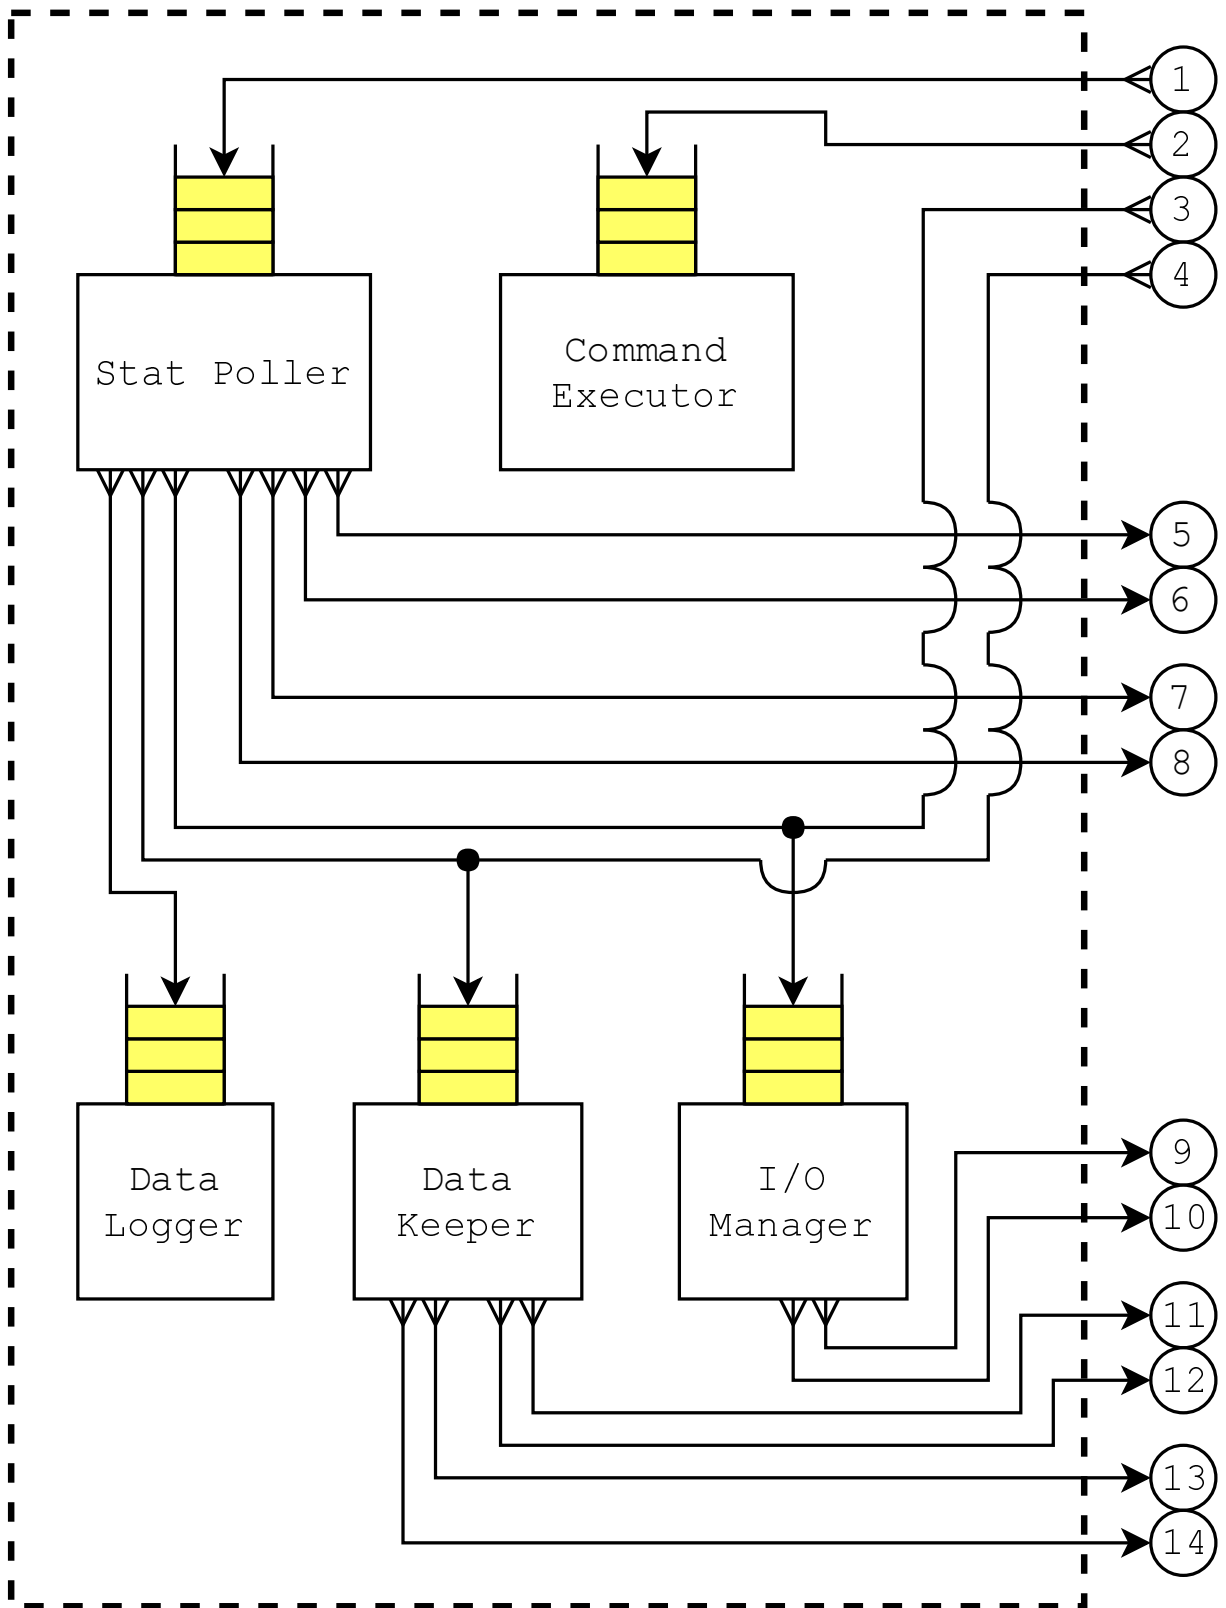 1
2
3
4
Stat Poller
Command
Executor
5
6
7
8
Data
Logger
Data
Keeper
I/O
Manager
9
10
11
12
13
14